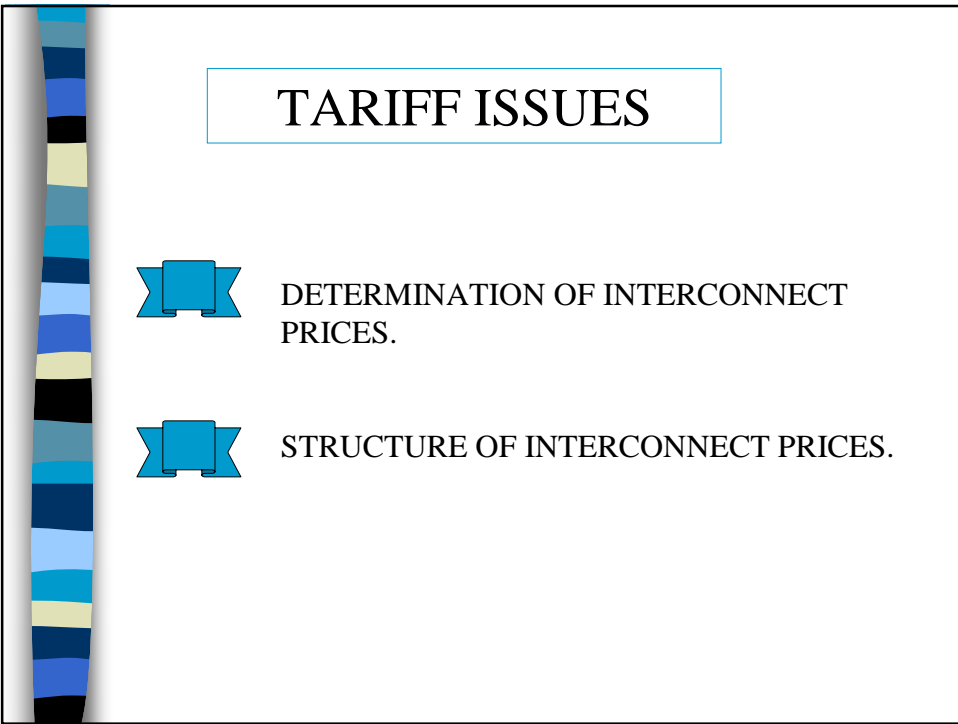 TARIFF ISSUES
DETERMINATION OF INTERCONNECT
PRICES.
STRUCTURE OF INTERCONNECT PRICES.